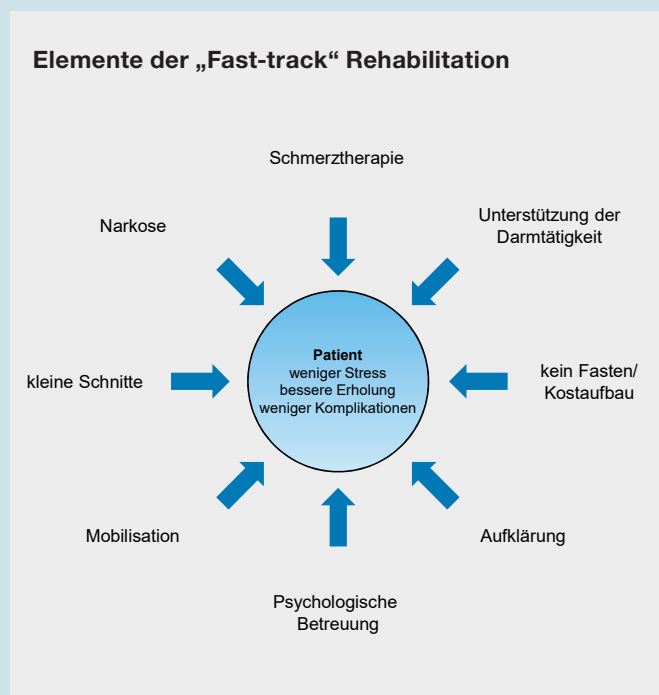 Elemente der „Fast-track“ Rehabilitation
Schmerztherapie
Unterstützung der
Darmtätigkeit
kein Fasten/
Kostaufbau
Aufklärung
Psychologische
Betreuung
Mobilisation
kleine Schnitte
Narkose
Patient
weniger Stress
bessere Erholung
weniger Komplikationen